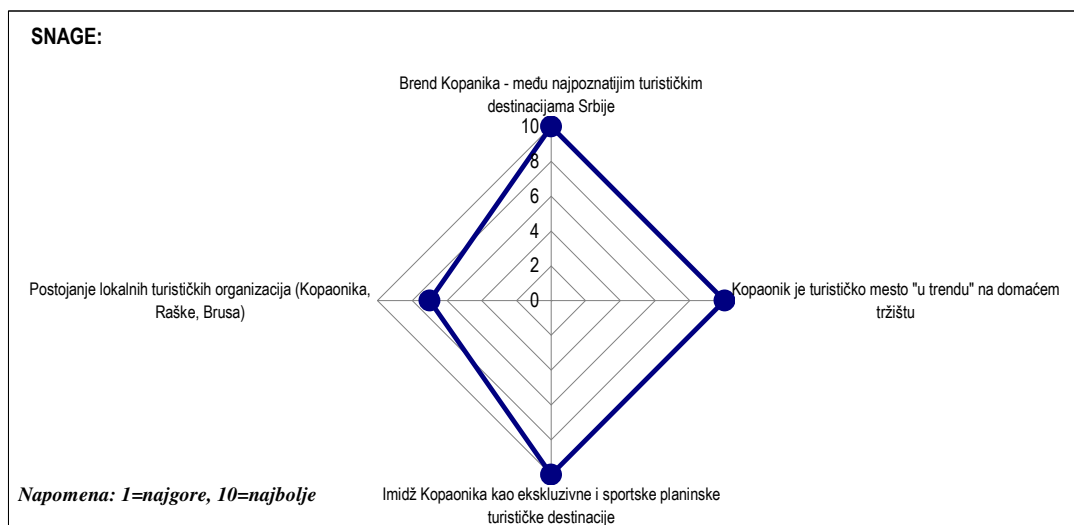 SNAGE:
Brend Kopanika - među najpoznatijim turističkim
destinacijama Srbije
10
8
6
4
2
0
Postojanje lokalnih turističkih organizacija (Kopaonika,
Raške, Brusa)
Kopaonik je turističko mesto "u trendu" na domaćem
tržištu
Napomena: 1=najgore, 10=najbolje
Imidž Kopaonika kao ekskluzivne i sportske planinske
turističke destinacije